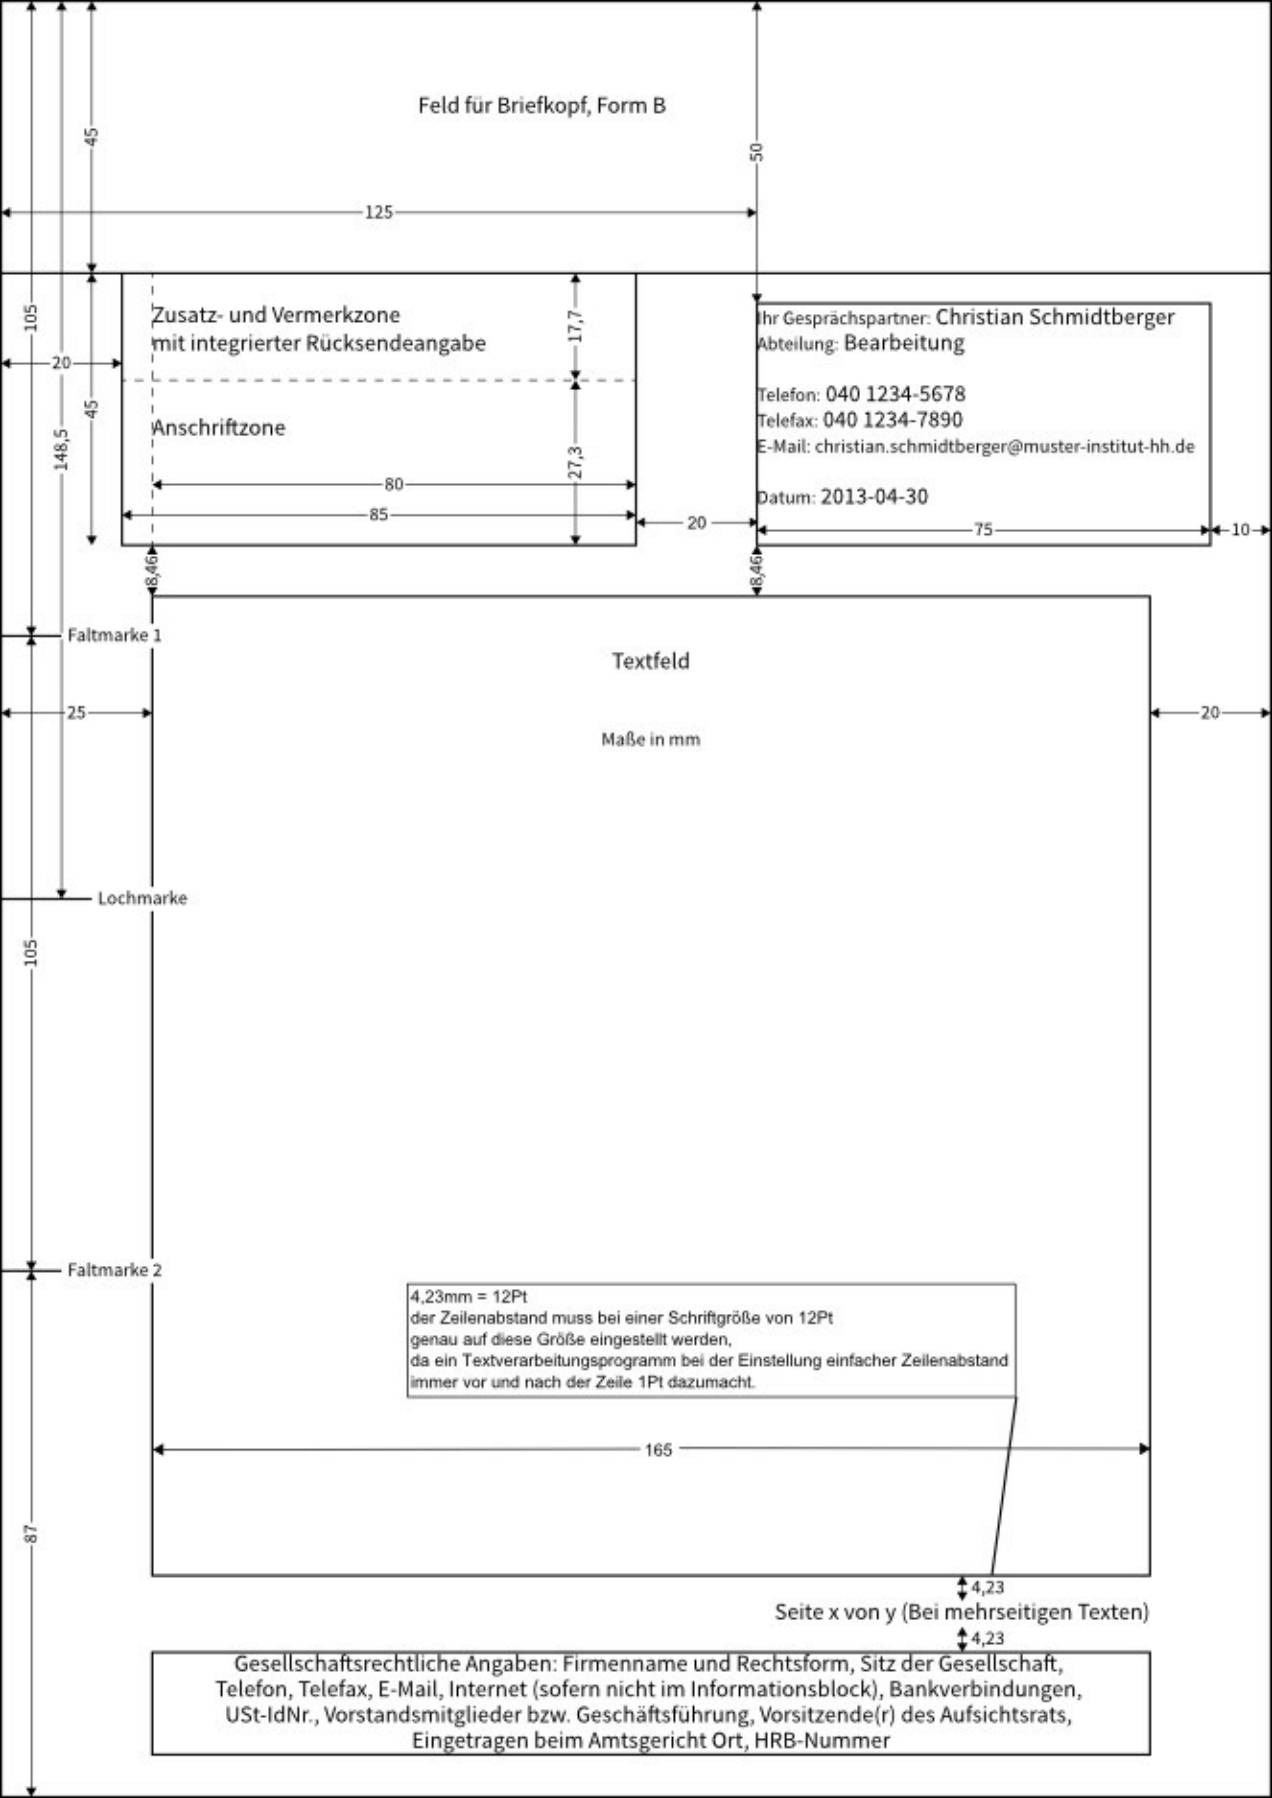 Feld für Briefkopf, Form B
45
50
125
105
148,5
20
45
Zusatz- und Vermerkzone
mit integrierter Rücksendeangabe
17,7
Anschriftzone
27,3
80
85
20
Ihr Gesprächspartner: Christian Schmidtberger
Abteilung: Bearbeitung
Telefon: 040 1234-5678
Telefax: 040 1234-7890
E-Mail: christian.schmidtberger@muster-institut-hh.de
Datum: 2013-04-30
75
10
8,46
8,46
Faltmarke 1
Textfeld
25
20
Maße in mm
Lochmarke
105
Faltmarke 2
4,23mm = 12Pt
der Zeilenabstand muss bei einer Schriftgröße von 12Pt
genau auf diese Größe eingestellt werden,
da ein Textverarbeitungsprogramm bei der Einstellung einfacher Zeilenabstand
immer vor und nach der Zeile 1Pt dazumacht.
165
87
4,23
Seite x von y (Bei mehrseitigen Texten)
4,23
Gesellschaftsrechtliche Angaben: Firmenname und Rechtsform, Sitz der Gesellschaft,
Telefon, Telefax, E-Mail, Internet (sofern nicht im Informationsblock), Bankverbindungen,
USt-IdNr., Vorstandsmitglieder bzw. Geschäftsführung, Vorsitzende(r) des Aufsichtsrats,
Eingetragen beim Amtsgericht Ort, HRB-Nummer